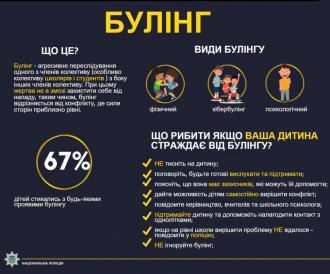 БУЛІНГ
ЩО ЦЕ?
Булінг - агресивне переслідування
одного з членів колективу (особливо
колективу школярів і студентів) з боку
інших членів колективу. При цьому
жертва не в змозі захистити себе від
нападу, таким чином, булінг
відрізняється від конфлікту, де сили
сторін приблизно рівні.
ВИДИ БУЛІНГУ
фізичний
кібербулінг
психологічний
67%
дітей стикались з будь-якими
проявами булінгу
ЩО РИБИТИ ЯКЩО ВАША ДИТИНА
СТРАЖДАЄ ВІД БУЛІНГУ?
НЕ тисніть на дитину;
поговоріть, будьте готові вислухати та підтримати;
поясніть, що вона має захисників, які можуть їй допомогти;
дайте можливість дітям самостійно вирішити конфлікт;
повідомте керівництво, вчителів та шкільного психолога;
підтримайте дитину та допоможіть налагодити контакт з
однолітками;
якщо на рівні школи вирішити проблему НЕ вдалося -
повідомте у поліцію;
НЕ ігноруйте булінг;
НАЦІОНАЛЬНА ПОЛІЦІЯ